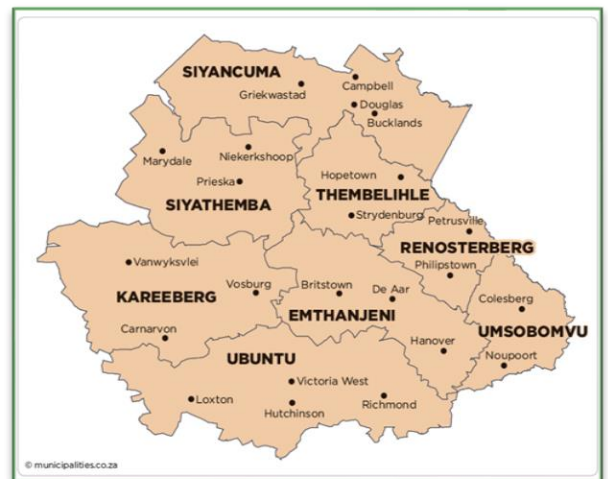 SIYANCUMA
Griekwastad
Campbell
Douglas
Bucklands
Marydale
Niekerkshoop
Prieska
SIYATHEMBA
Hopetown
THEMBELIHLE
Strydenburg
Petrusville
RENOSTERBERG
Philipstown
Vanwyksvlei
Vosburg
KAREEBERG
Carnarvon
Britstown
De Aar
EMTHANJENI
Hanover
Colesberg
UMSOBOMVU
Noupoort
UBUNTU
Victoria West
Loxton
Hutchinson
Richmond
© municipalities.co.za